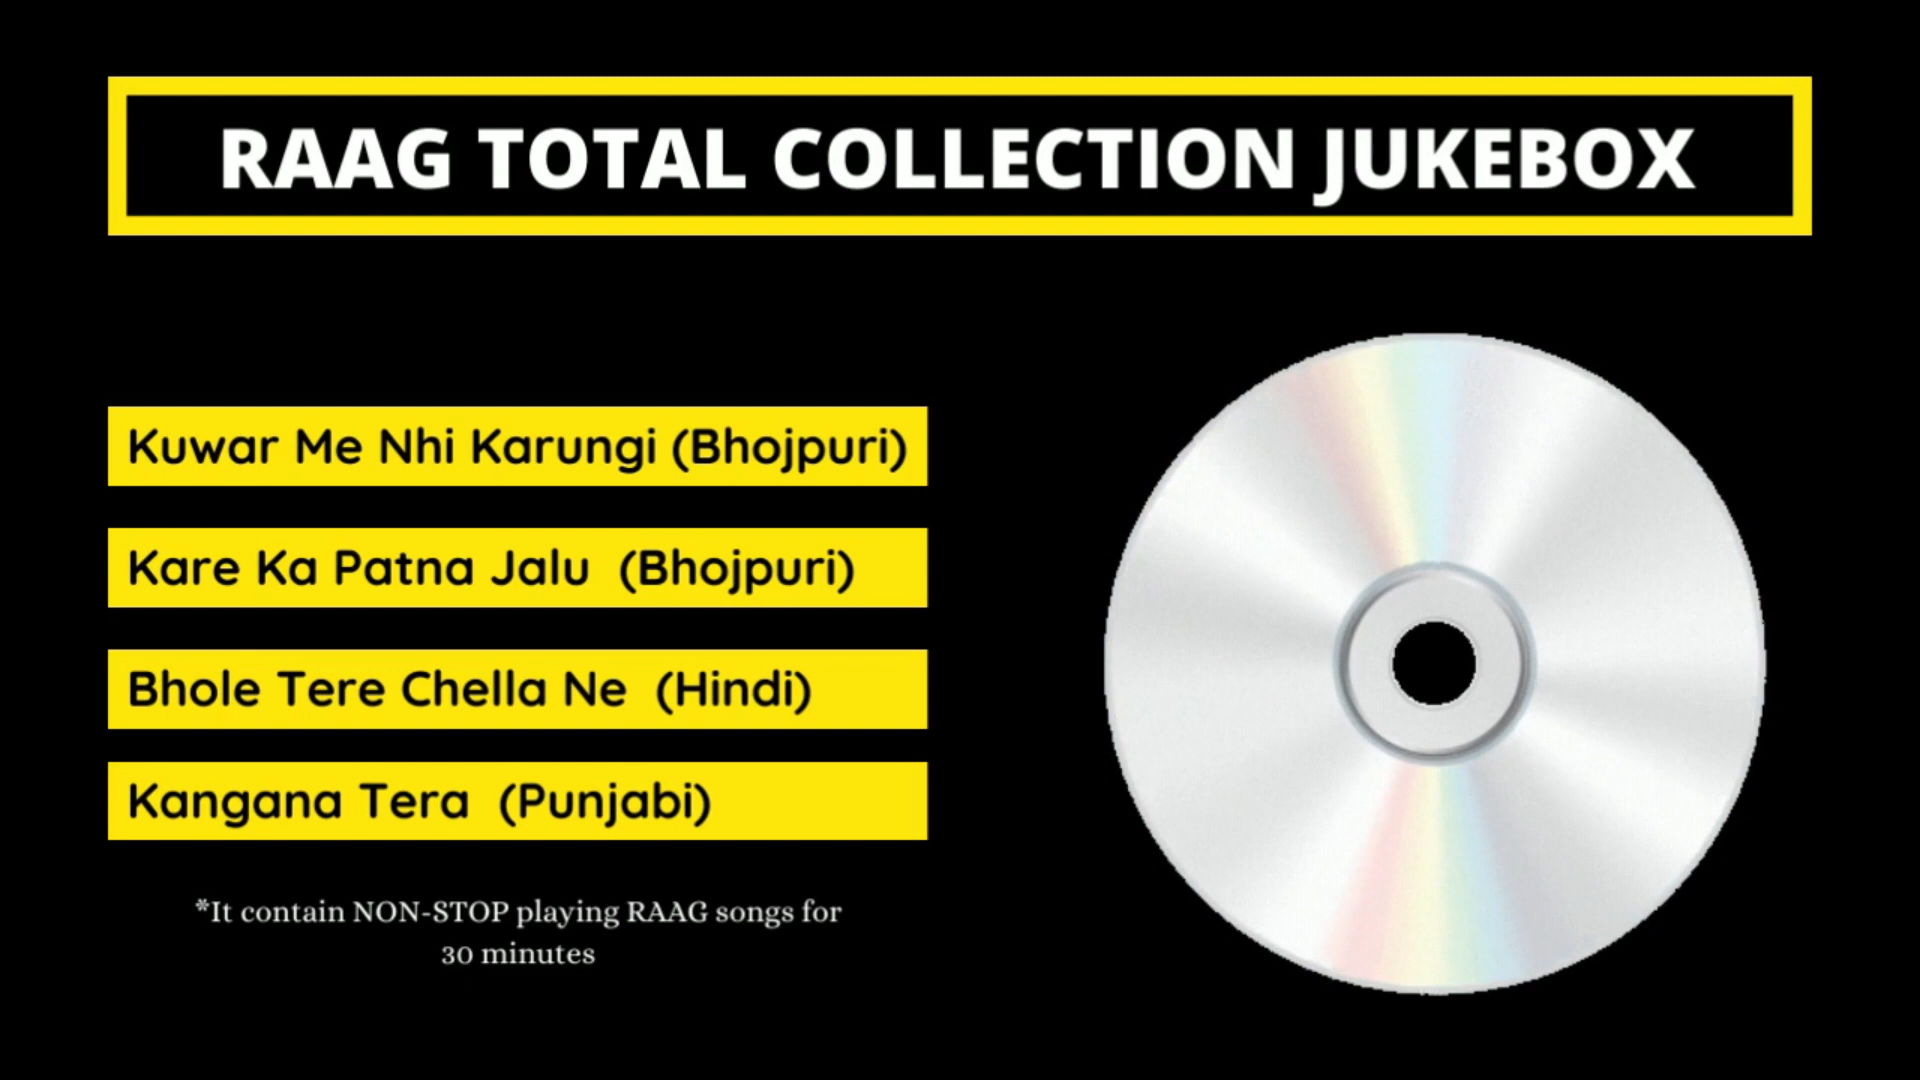 RAAG TOTAL COLLECTION JUKEBOX
Kuwar Me Nhi Karungi (Bhojpuri)
Kare Ka Patna Jalu (Bhojpuri)
Bhole Tere Chella Ne (Hindi)
Kangana Tera (Punjabi)
*It contain NON-STOP playing RAAG songs for
30 minutes